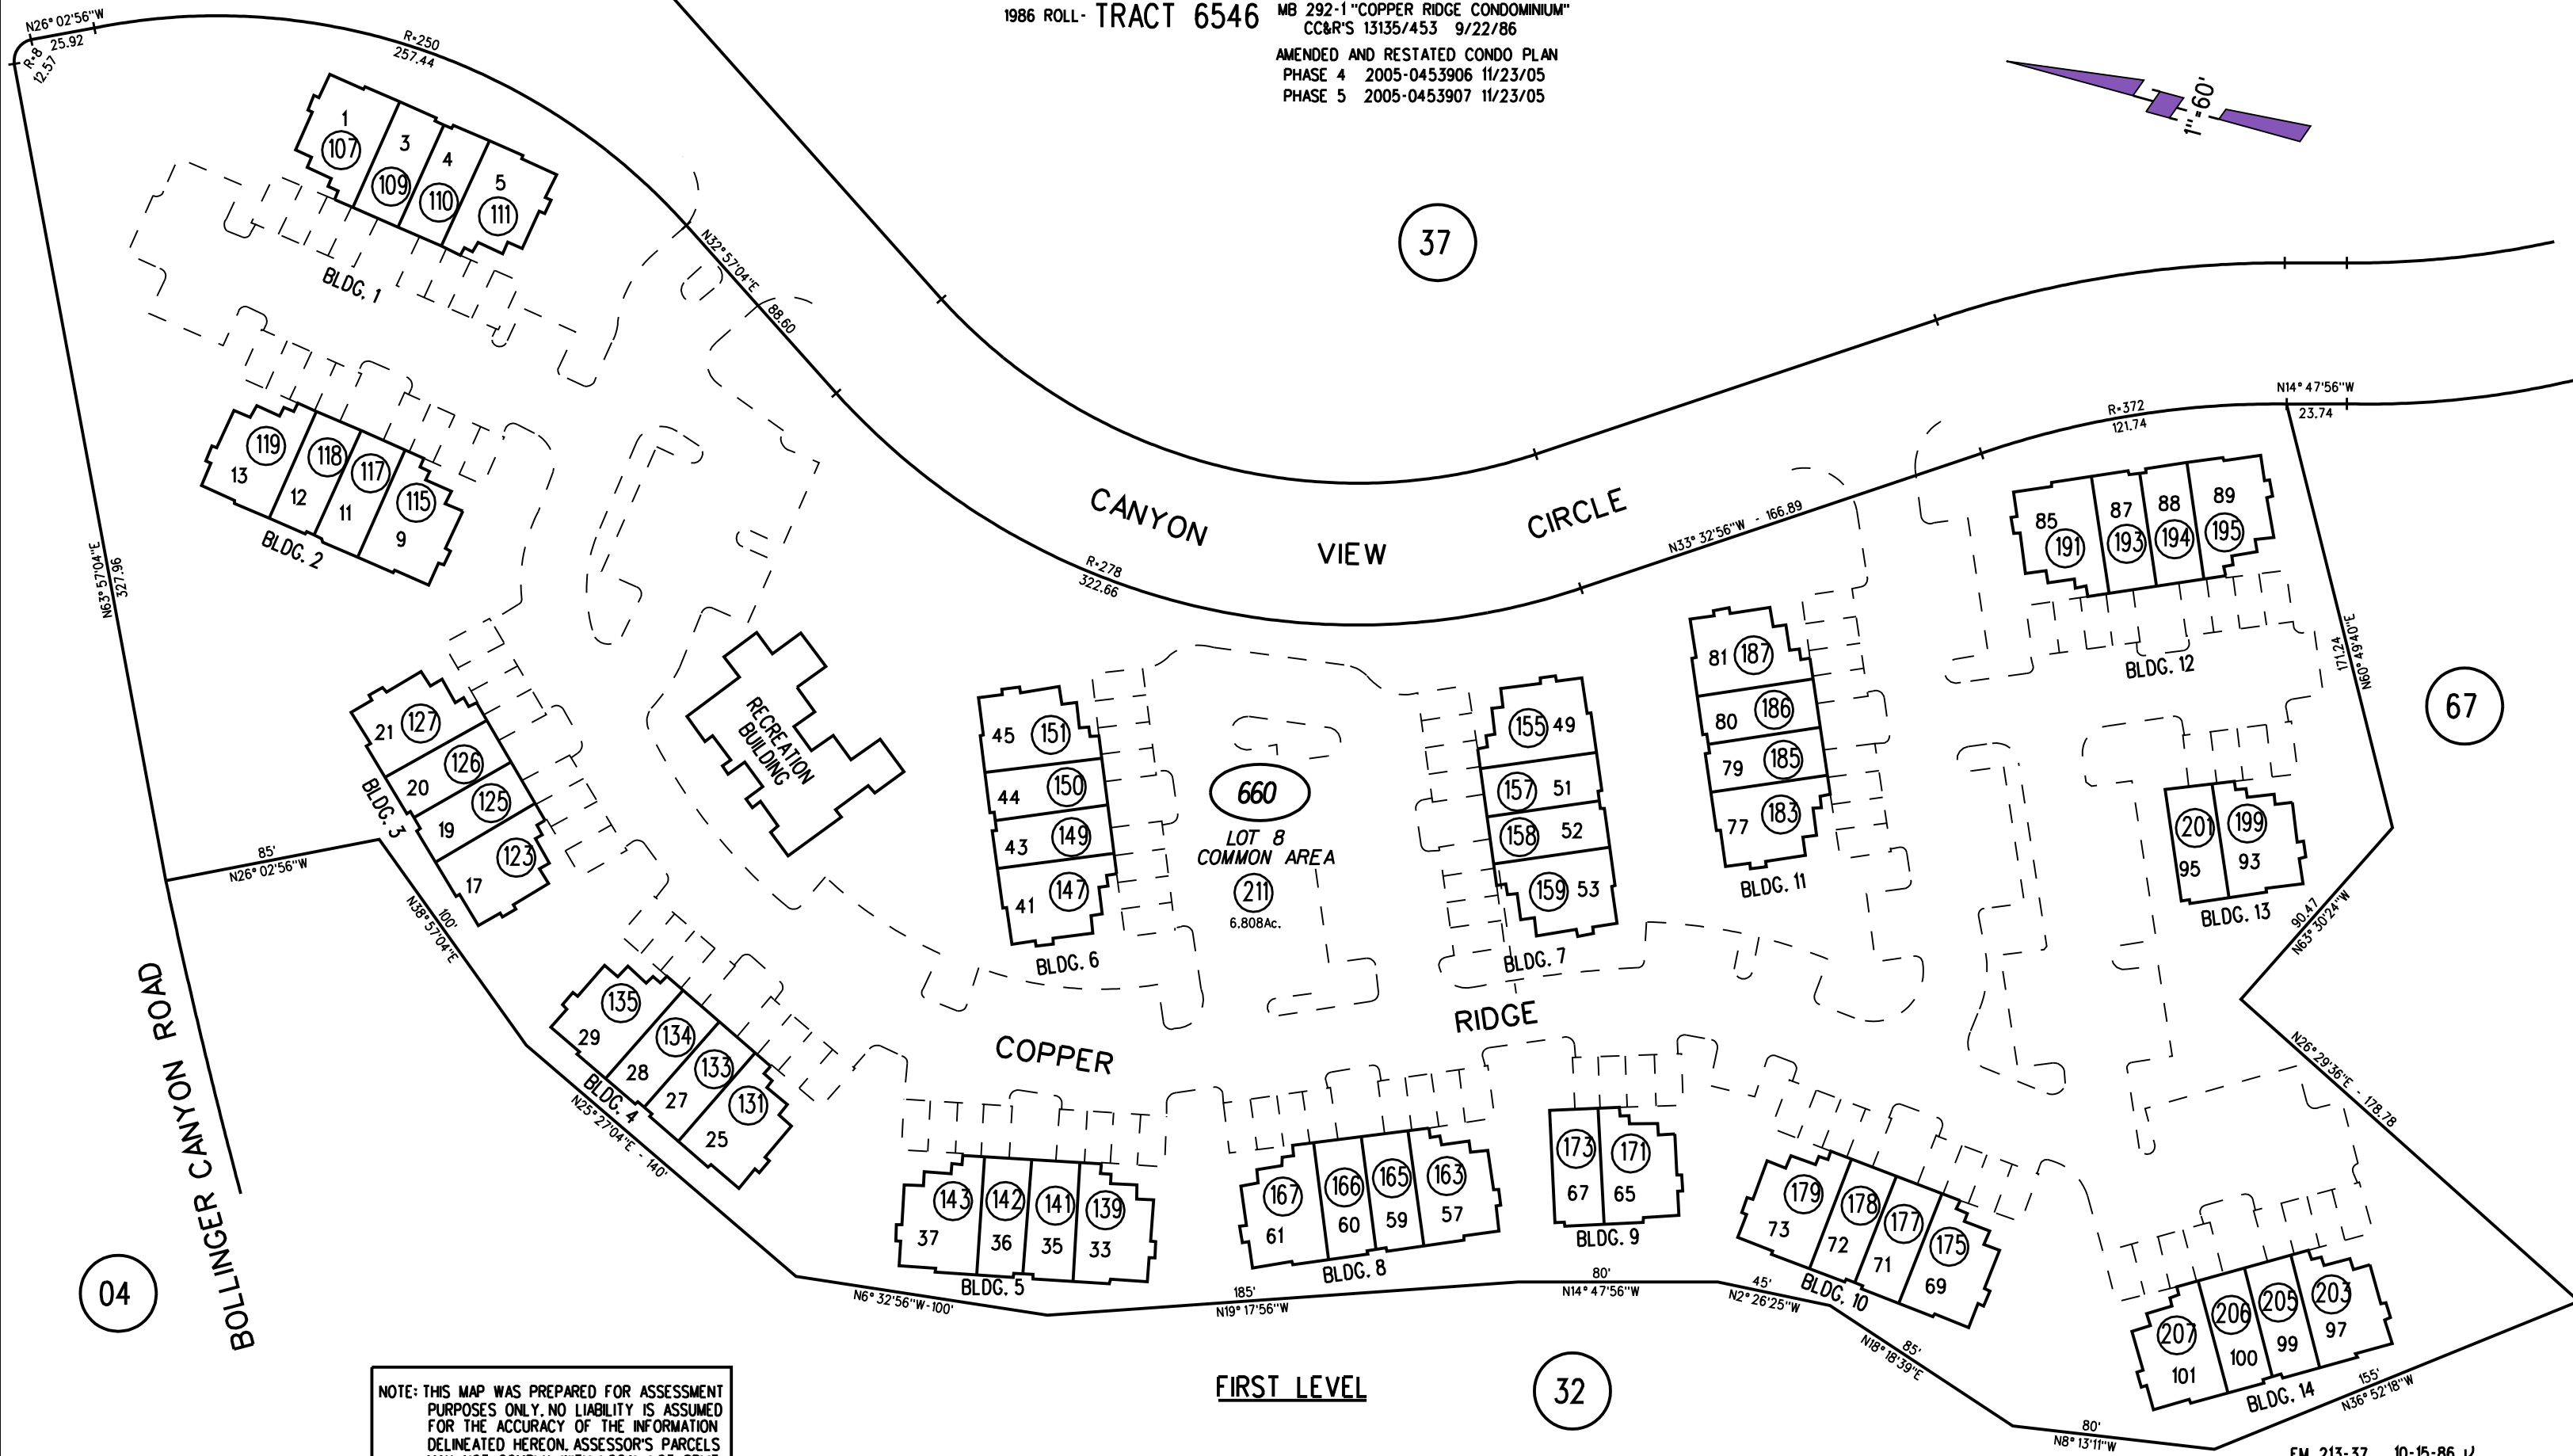 1986 ROLL- TRACT 6546 MB 292-1 "COPPER RIDGE CONDOMINIUM"
CC&R'S 13135/453 9/22/86
AMENDED AND RESTATED CONDO PLAN
PHASE 4 2005-0453906 11/23/05
PHASE 5 2005-0453907 11/23/05
1"=60'
N26° 02'56"W
25.92
R=8
12.57
R=250
257.44
N32°57'04"E
88.60
37
1
107
3
109
4
110
5
111
BLDG. 1
119
13
118
12
117
11
115
9
BLDG. 2
N63°57'04"E
327.96
CANYON
VIEW
CIRCLE
R=278
322.66
N33° 32'56"W - 166.89
R=372
121.74
N14° 47'56"W
23.74
85
191
87
193
88
194
89
195
BLDG. 12
171.24
N60° 49'40"E
67
21
127
20
126
19
125
17
123
BLDG. 3
RECREATION
BUILDING
45
151
44
150
43
149
41
147
BLDG. 6
660
LOT 8
COMMON AREA
211
6.808Ac.
155
49
157
51
158
52
159
53
BLDG. 7
81
187
80
186
79
185
77
183
BLDG. 11
201
95
199
93
BLDG. 13
90.47
N63° 30'24"W
85'
N26° 02'56"W
100'
N38°57'04"E
BOLLINGER CANYON ROAD
COPPER
RIDGE
135
29
134
28
133
27
131
25
BLDG. 4
N25° 27'04"E - 140'
143
37
142
36
141
35
139
33
BLDG. 5
N6° 32'56"W-100'
167
61
166
60
165
59
163
57
BLDG. 8
185'
N19° 17'56"W
173
67
171
65
BLDG. 9
80'
N14° 47'56"W
179
73
178
72
177
71
175
69
BLDG. 10
45'
N2° 26'25"W
85'
N18° 18'39"E
N26° 29'36"E - 178.78
207
101
206
100
205
99
203
97
BLDG. 14
155'
N36° 52'18"W
80'
N8° 13'11"W
04
FIRST LEVEL
32
NOTE: THIS MAP WAS PREPARED FOR ASSESSMENT
PURPOSES ONLY. NO LIABILITY IS ASSUMED
FOR THE ACCURACY OF THE INFORMATION
DELINEATED HEREON. ASSESSOR'S PARCELS
FM 213-37 10-15-86